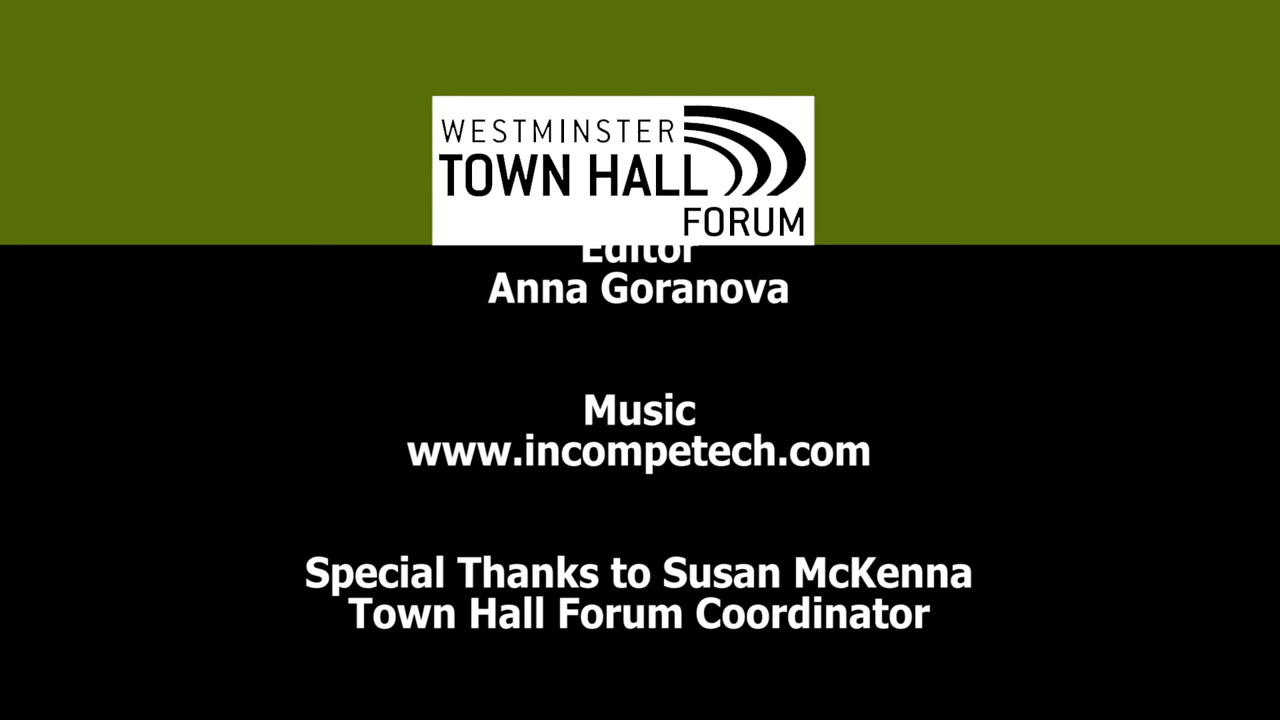 WESTMINSTER
TOWN HALL
FORUM
Editor
Anna Goranova
Music
www.incompetech.com
Special Thanks to Susan McKenna
Town Hall Forum Coordinator